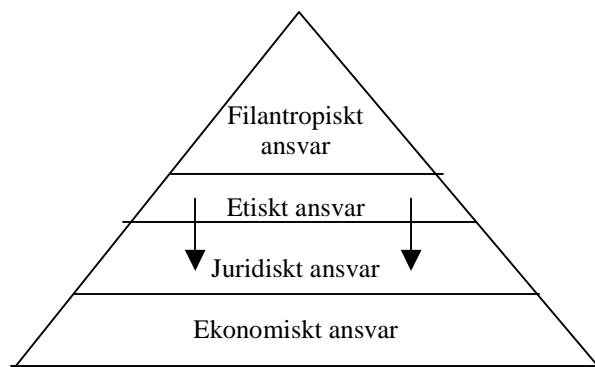 Filantropiskt
ansvar
Etiskt ansvar
Juridiskt ansvar
Ekonomiskt ansvar